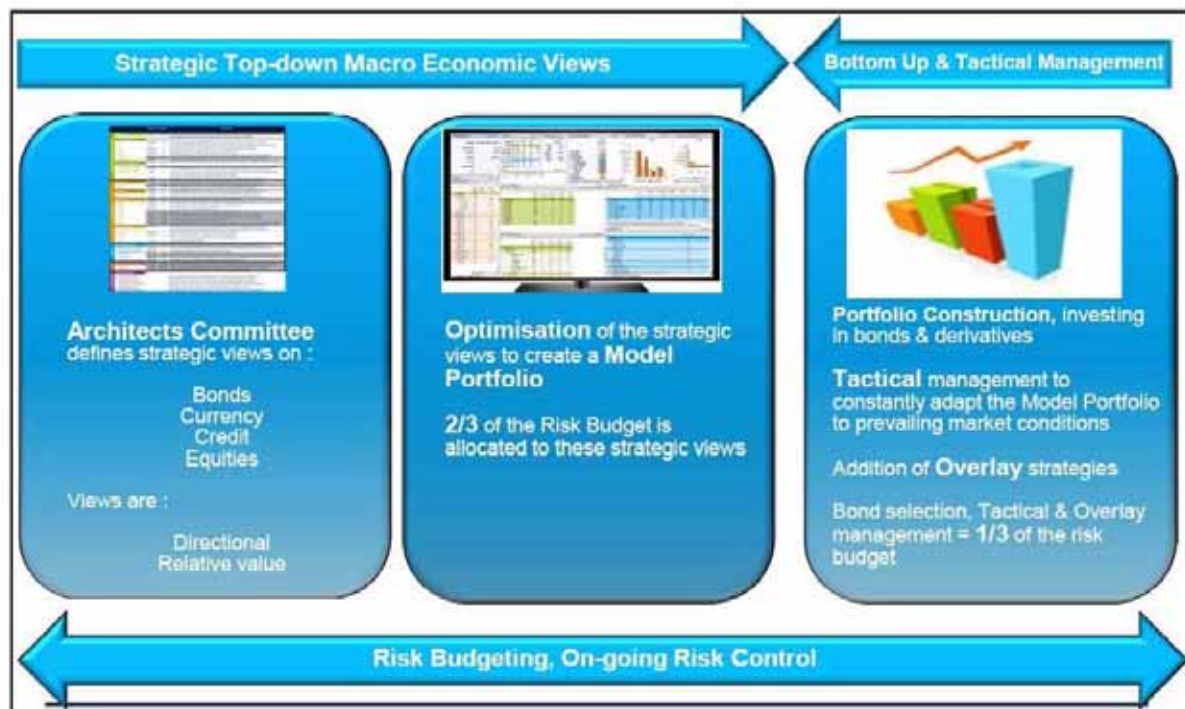 Strategic Top-down Macro Economic Views
Bottom Up & Tactical Management
Architects Committee
defines strategic views on :
Bonds
Currency
Credit
Equities
Views are :
Directional
Relative value
Optimisation of the strategic
views to create a Model
Portfolio
2/3 of the Risk Budget is
allocated to these strategic views
Portfolio Construction, investing
in bonds & derivatives
Tactical management to
constantly adapt the Model Portfolio
to prevailing market conditions
Addition of Overlay strategies
Bond selection, Tactical & Overlay
management = 1/3 of the risk
budget
Risk Budgeting, On-going Risk Control